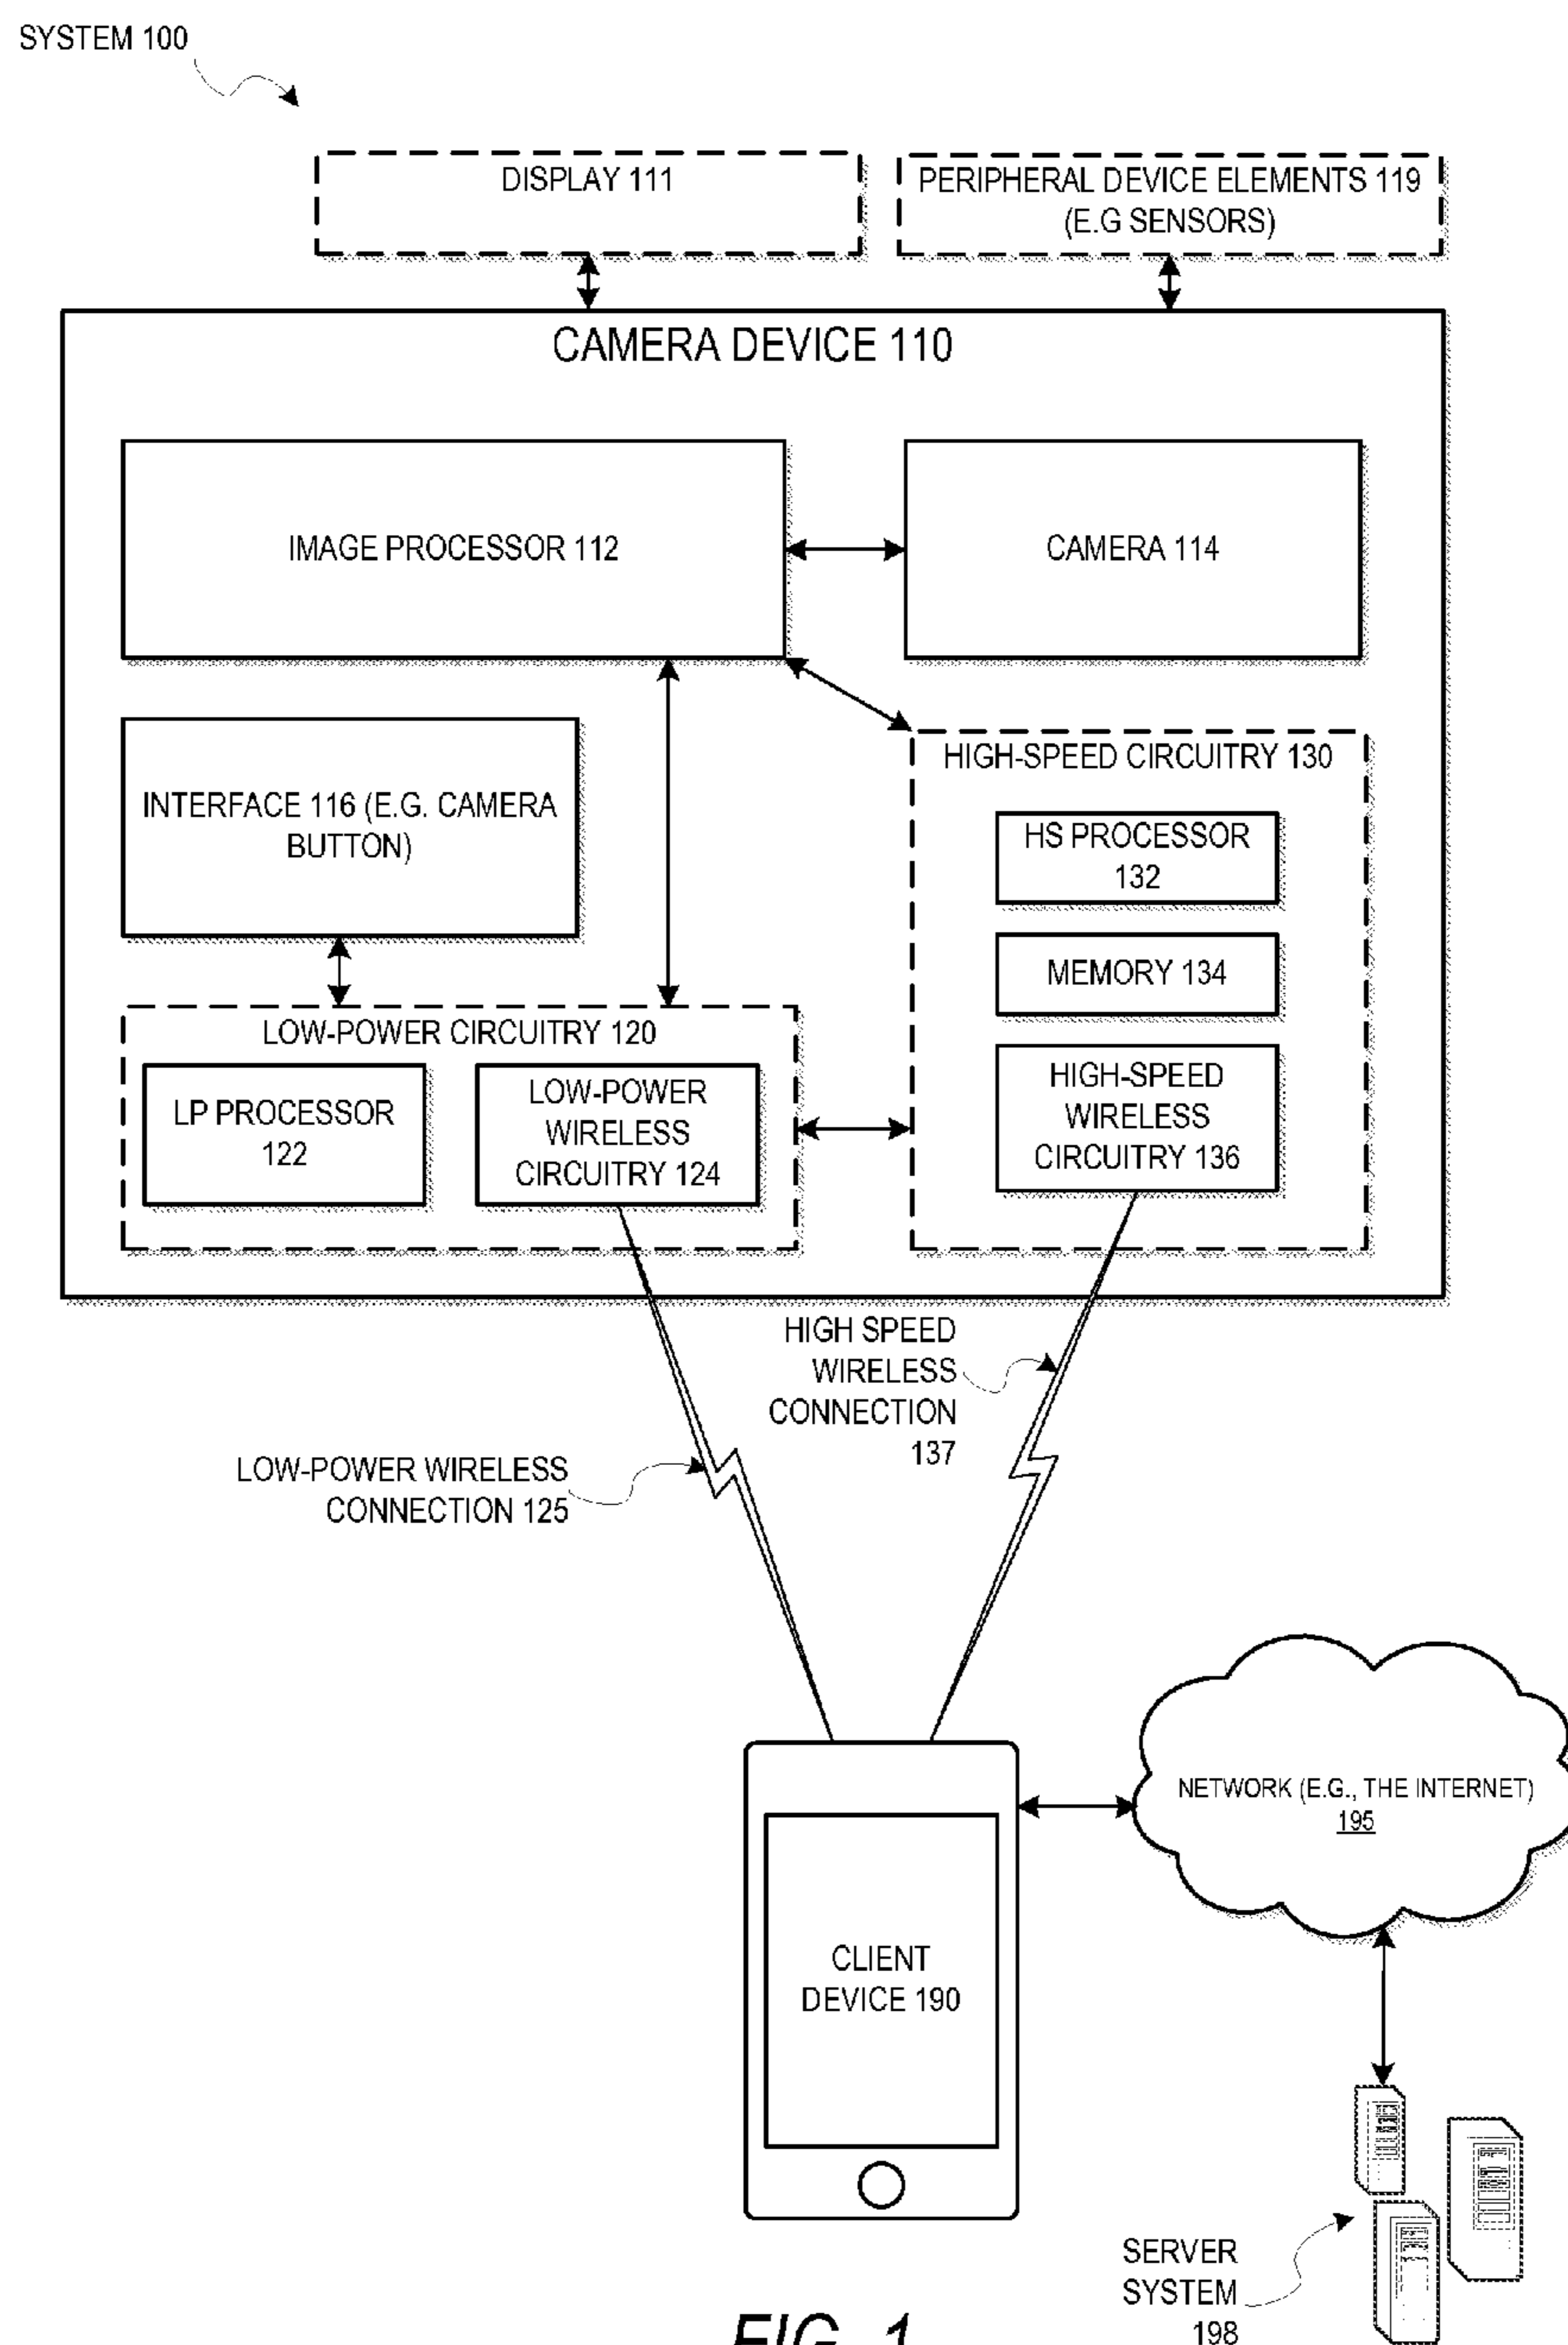 SYSTEM 100
DISPLAY 111
PERIPHERAL DEVICE ELEMENTS 119
(E.G SENSORS)
CAMERA DEVICE 110
IMAGE PROCESSOR 112
CAMERA 114
INTERFACE 116 (E.G. CAMERA
BUTTON)
HIGH-SPEED CIRCUITRY 130
HS PROCESSOR
132
MEMORY 134
HIGH-SPEED
WIRELESS
CIRCUITRY 136
LOW-POWER CIRCUITRY 120
LP PROCESSOR
122
LOW-POWER
WIRELESS
CIRCUITRY 124
HIGH SPEED
WIRELESS
CONNECTION
137
LOW-POWER WIRELESS
CONNECTION 125
NETWORK (E.G., THE INTERNET)
195
CLIENT
DEVICE 190
SERVER
SYSTEM
198
FIG. 1